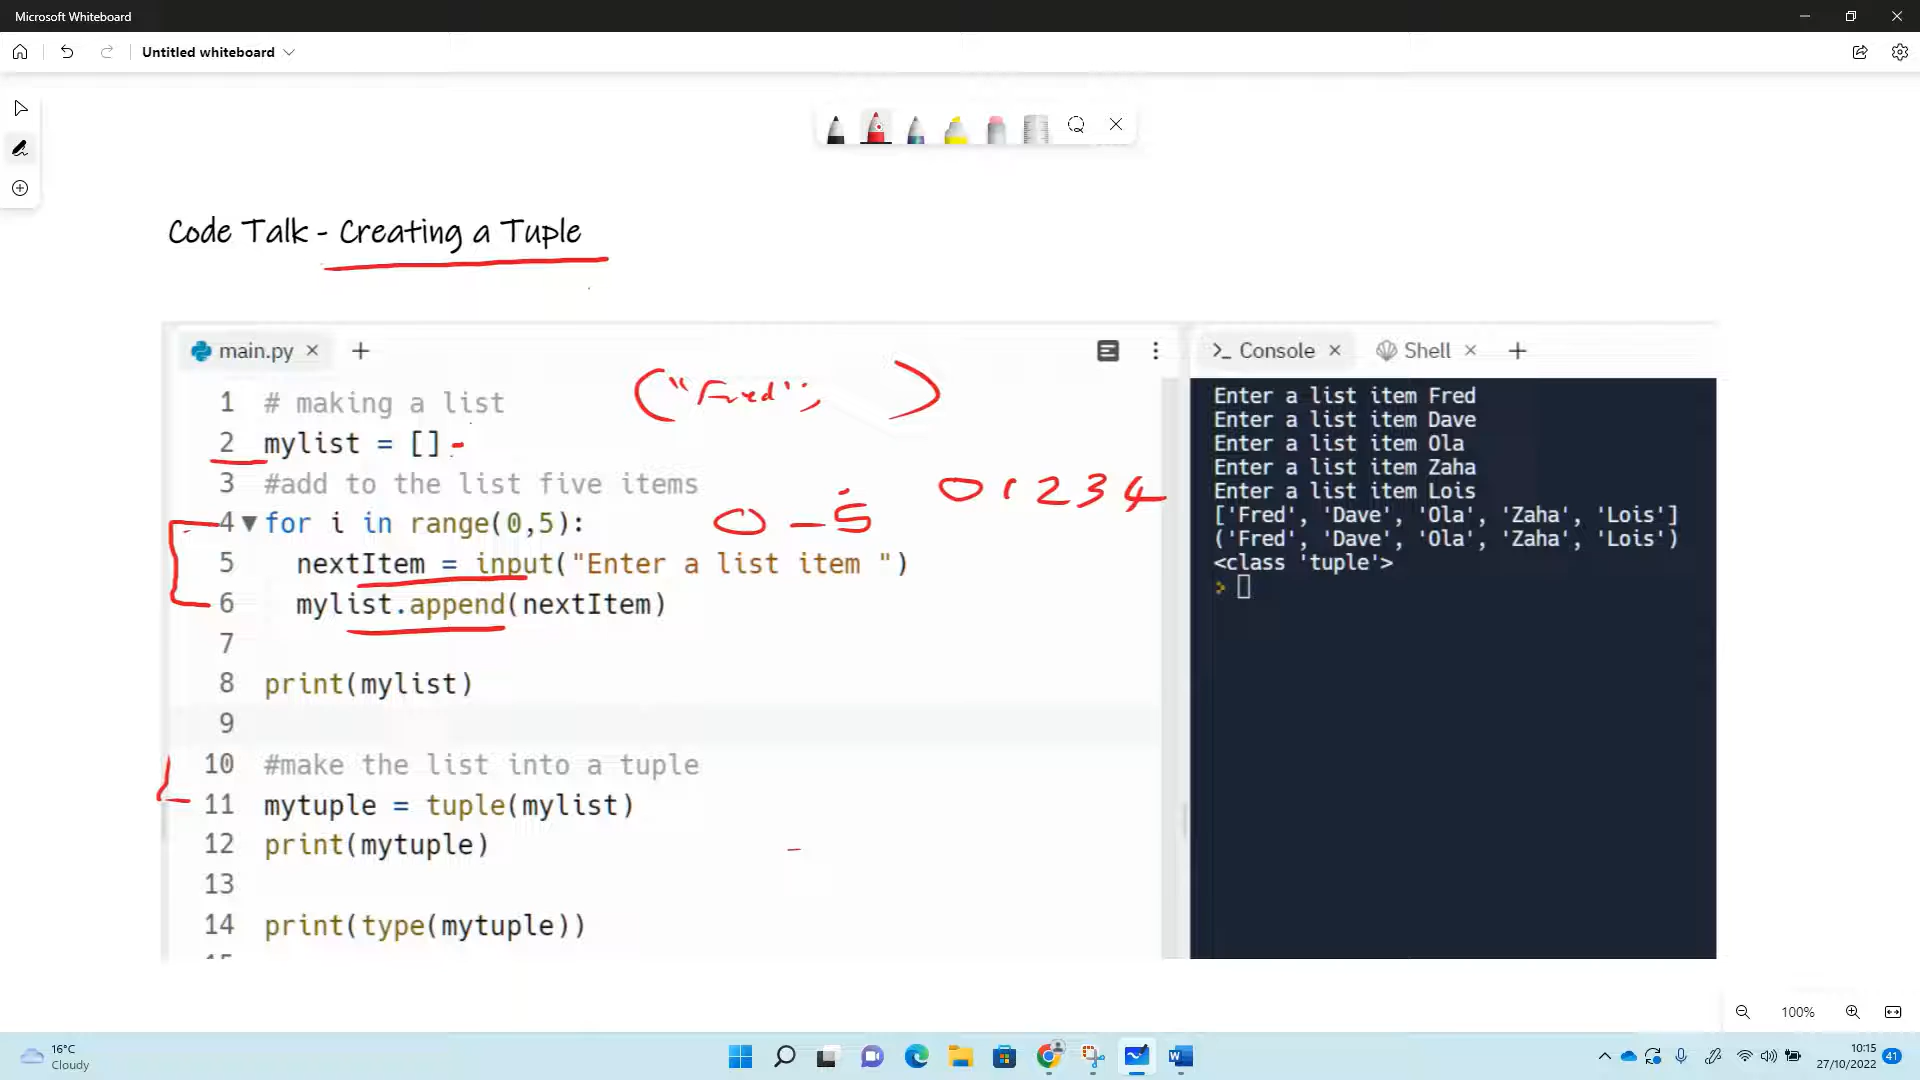 Microsoft Whiteboard
Untitled whiteboard
Code Talk - Creating a Tuple
main.py
Console
Shell
("Fred", )
1 # making a list
2 mylist = []
3 #add to the list five items
0 1 2 3 4
4 for i in range(0,5):
0 - 5
5 nextItem = input("Enter a list item ")
6 mylist.append(nextItem)
7
8 print(mylist)
9
10 #make the list into a tuple
11 mytuple = tuple(mylist)
12 print(mytuple)
13
14 print(type(mytuple))
Enter a list item Fred
Enter a list item Dave
Enter a list item Ola
Enter a list item Zaha
Enter a list item Lois
['Fred', 'Dave', 'Ola', 'Zaha', 'Lois']
('Fred', 'Dave', 'Ola', 'Zaha', 'Lois')
<class 'tuple'>
>
100%
16°C
Cloudy
10:15
27/10/2022
41